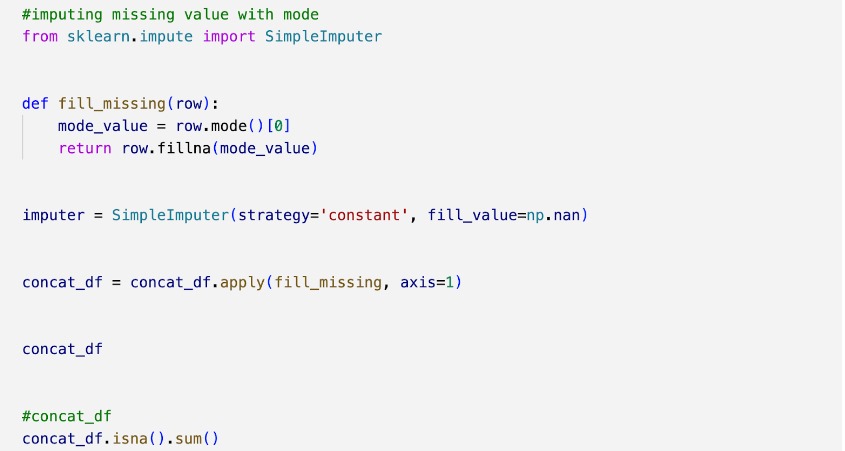 #imputing missing value with mode
from sklearn.impute import SimpleImputer
def fill_missing(row):
    mode_value = row.mode()[0]
    return row.fillna(mode_value)
imputer = SimpleImputer(strategy='constant', fill_value=np.nan)
concat_df = concat_df.apply(fill_missing, axis=1)
concat_df
#concat_df
concat_df.isna().sum()